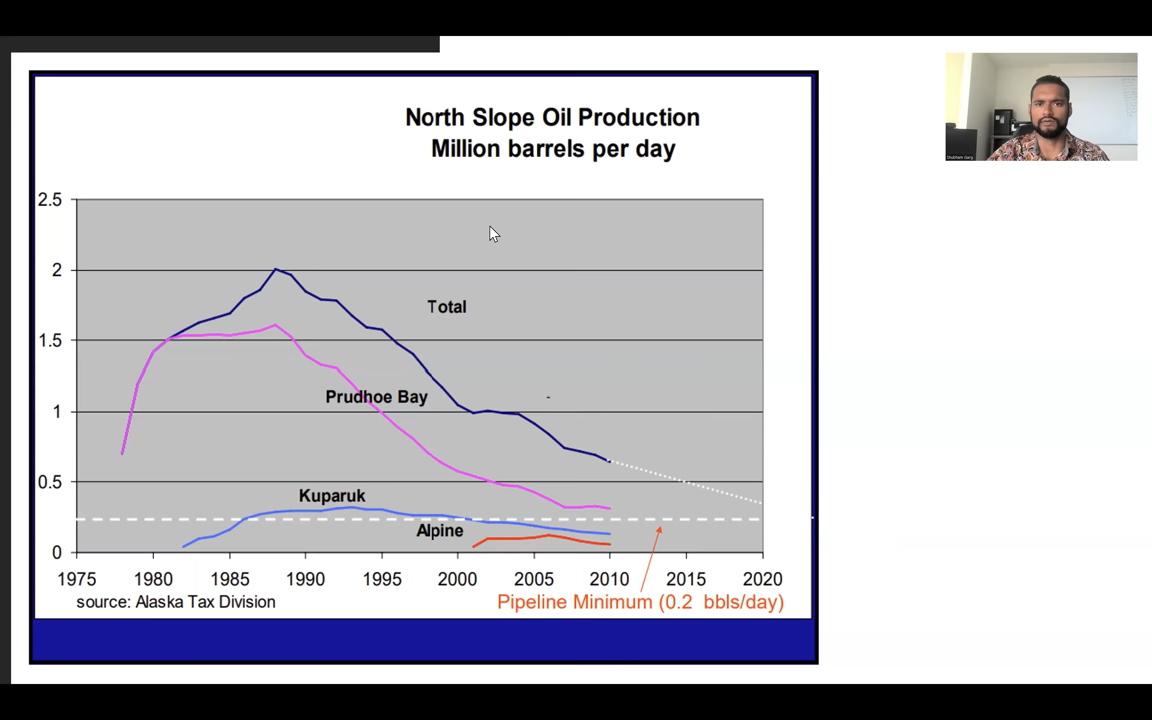 North Slope Oil Production
Million barrels per day
2.5
2
1.5
1
0.5
0
Total
Prudhoe Bay
Kuparuk
Alpine
1975 1980 1985 1990 1995 2000 2005 2010 2015 2020
source: Alaska Tax Division
Pipeline Minimum (0.2 bbls/day)
Shubham Garg